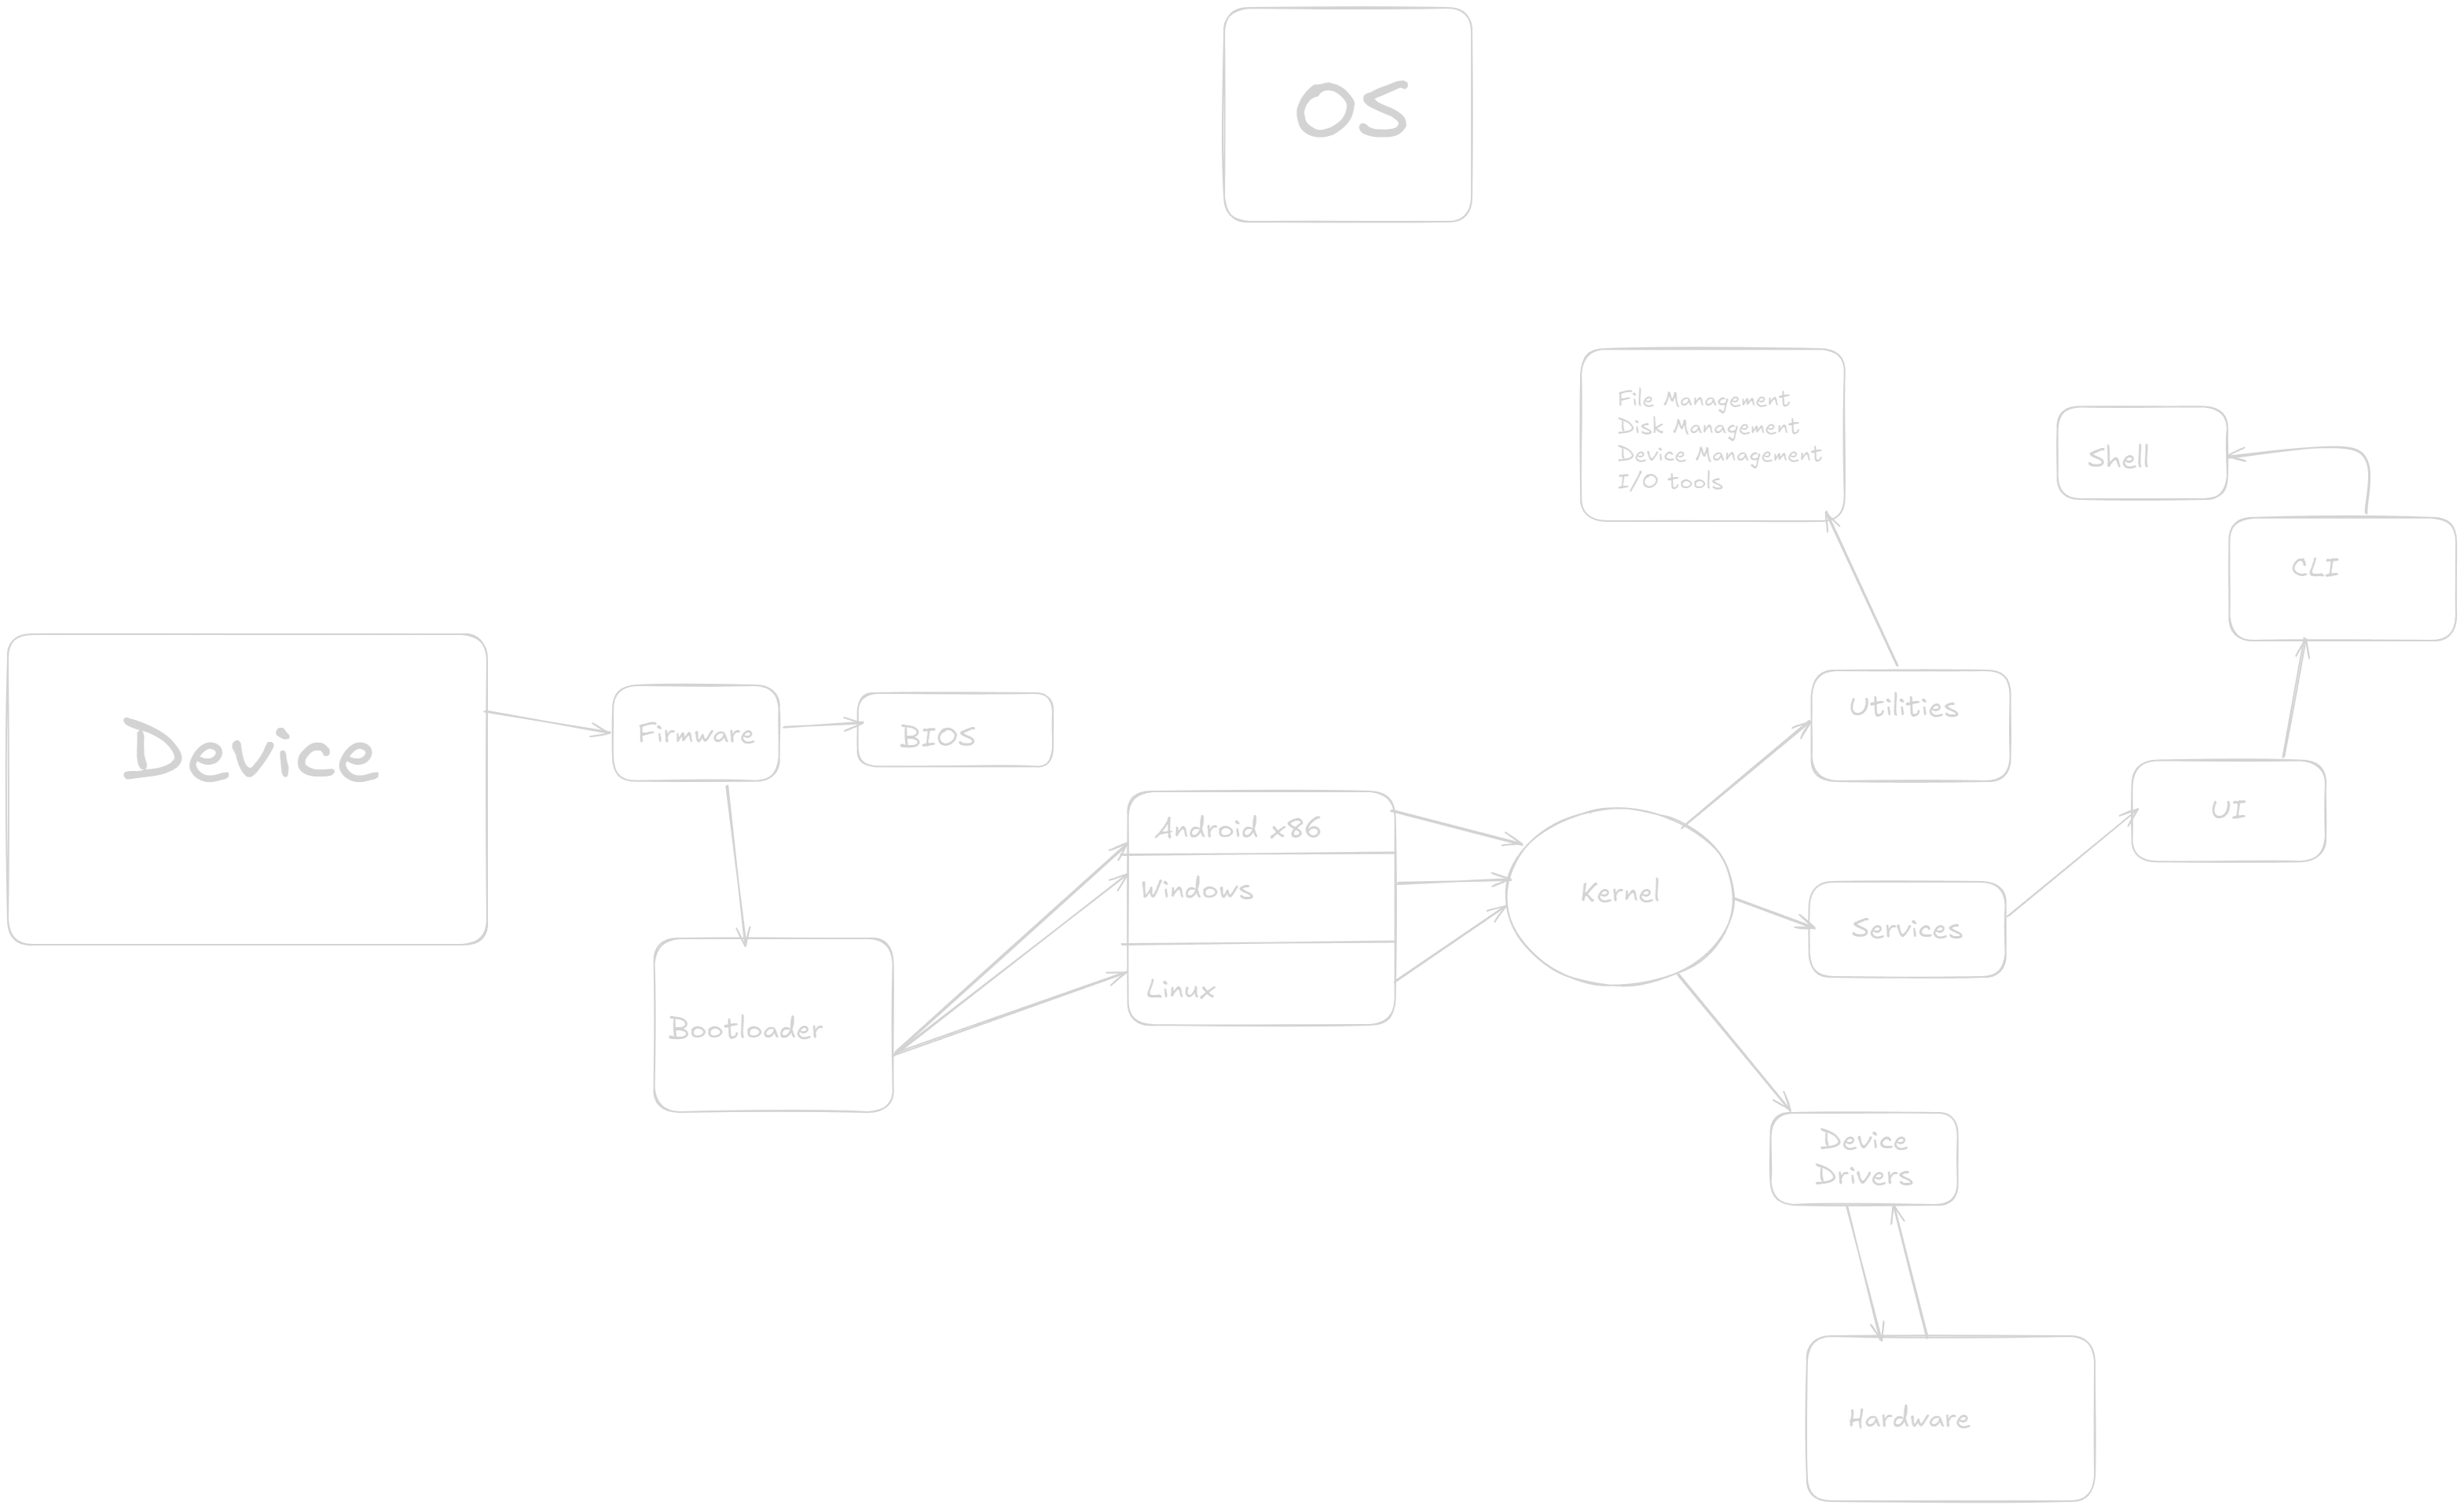 OS
File Management
Disk Management
Device Management
I/O tools
Shell
CLI
Device
Firmware
BIOS
Utilities
Android x86
Windows
Linux
Kernel
UI
Services
Bootloader
Device
Drivers
Hardware